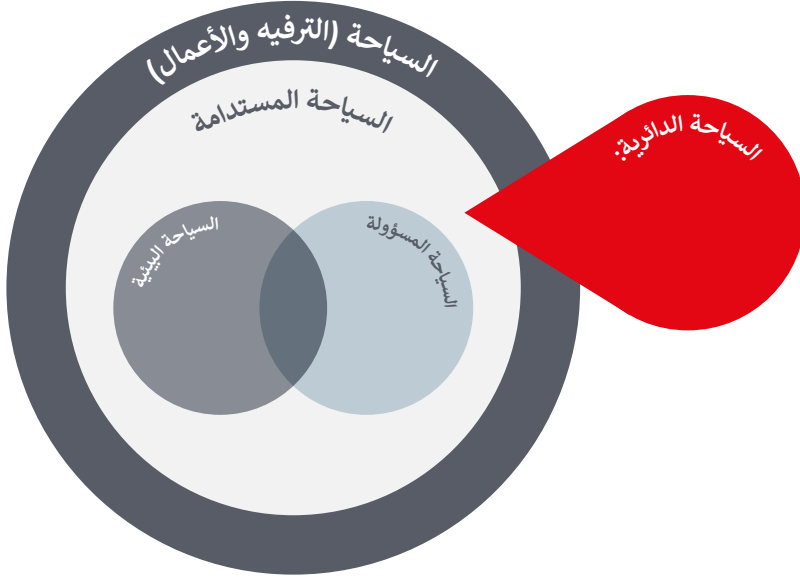 السياحة (الترفيه والأعمال)
السياحة المستدامة
السياحة الدائرية:
السياحة المسؤولة
السياحة البيئية